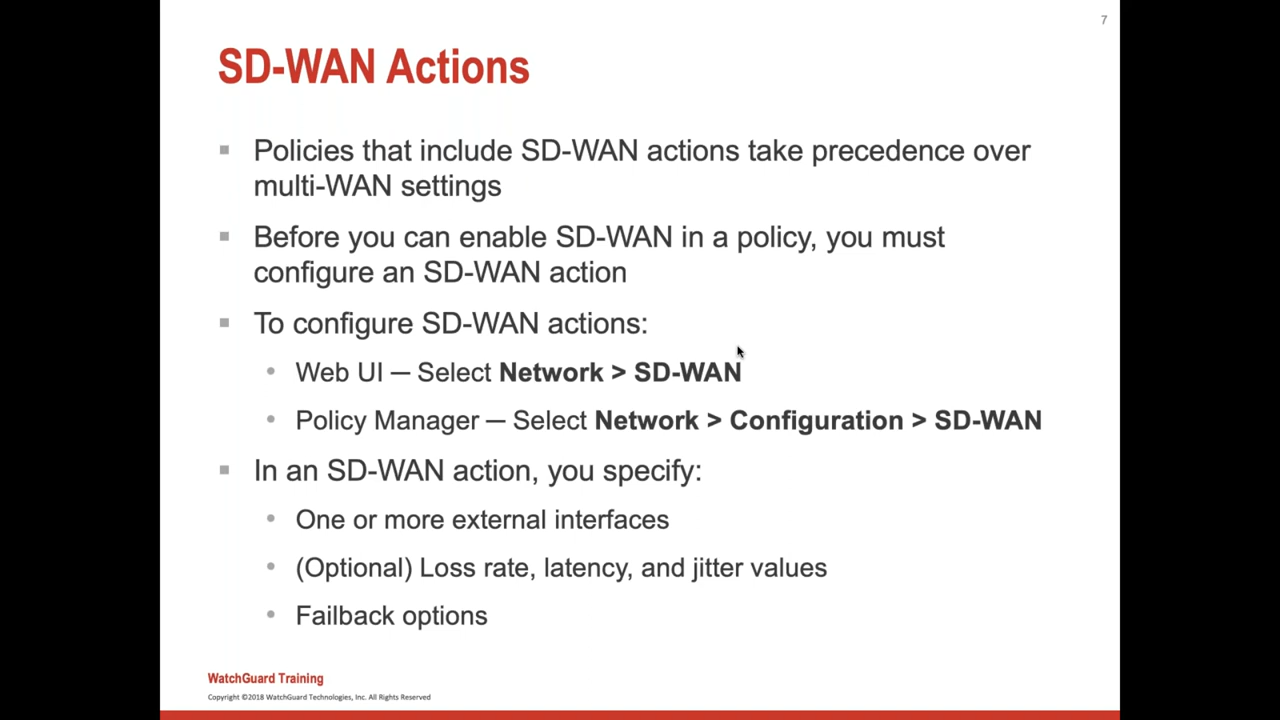 7
SD-WAN Actions
Policies that include SD-WAN actions take precedence over
multi-WAN settings
Before you can enable SD-WAN in a policy, you must
configure an SD-WAN action
To configure SD-WAN actions:
Web UI — Select Network > SD-WAN
Policy Manager — Select Network > Configuration > SD-WAN
In an SD-WAN action, you specify:
One or more external interfaces
(Optional) Loss rate, latency, and jitter values
Failback options
WatchGuard Training
Copyright ©2018 WatchGuard Technologies, Inc. All Rights Reserved